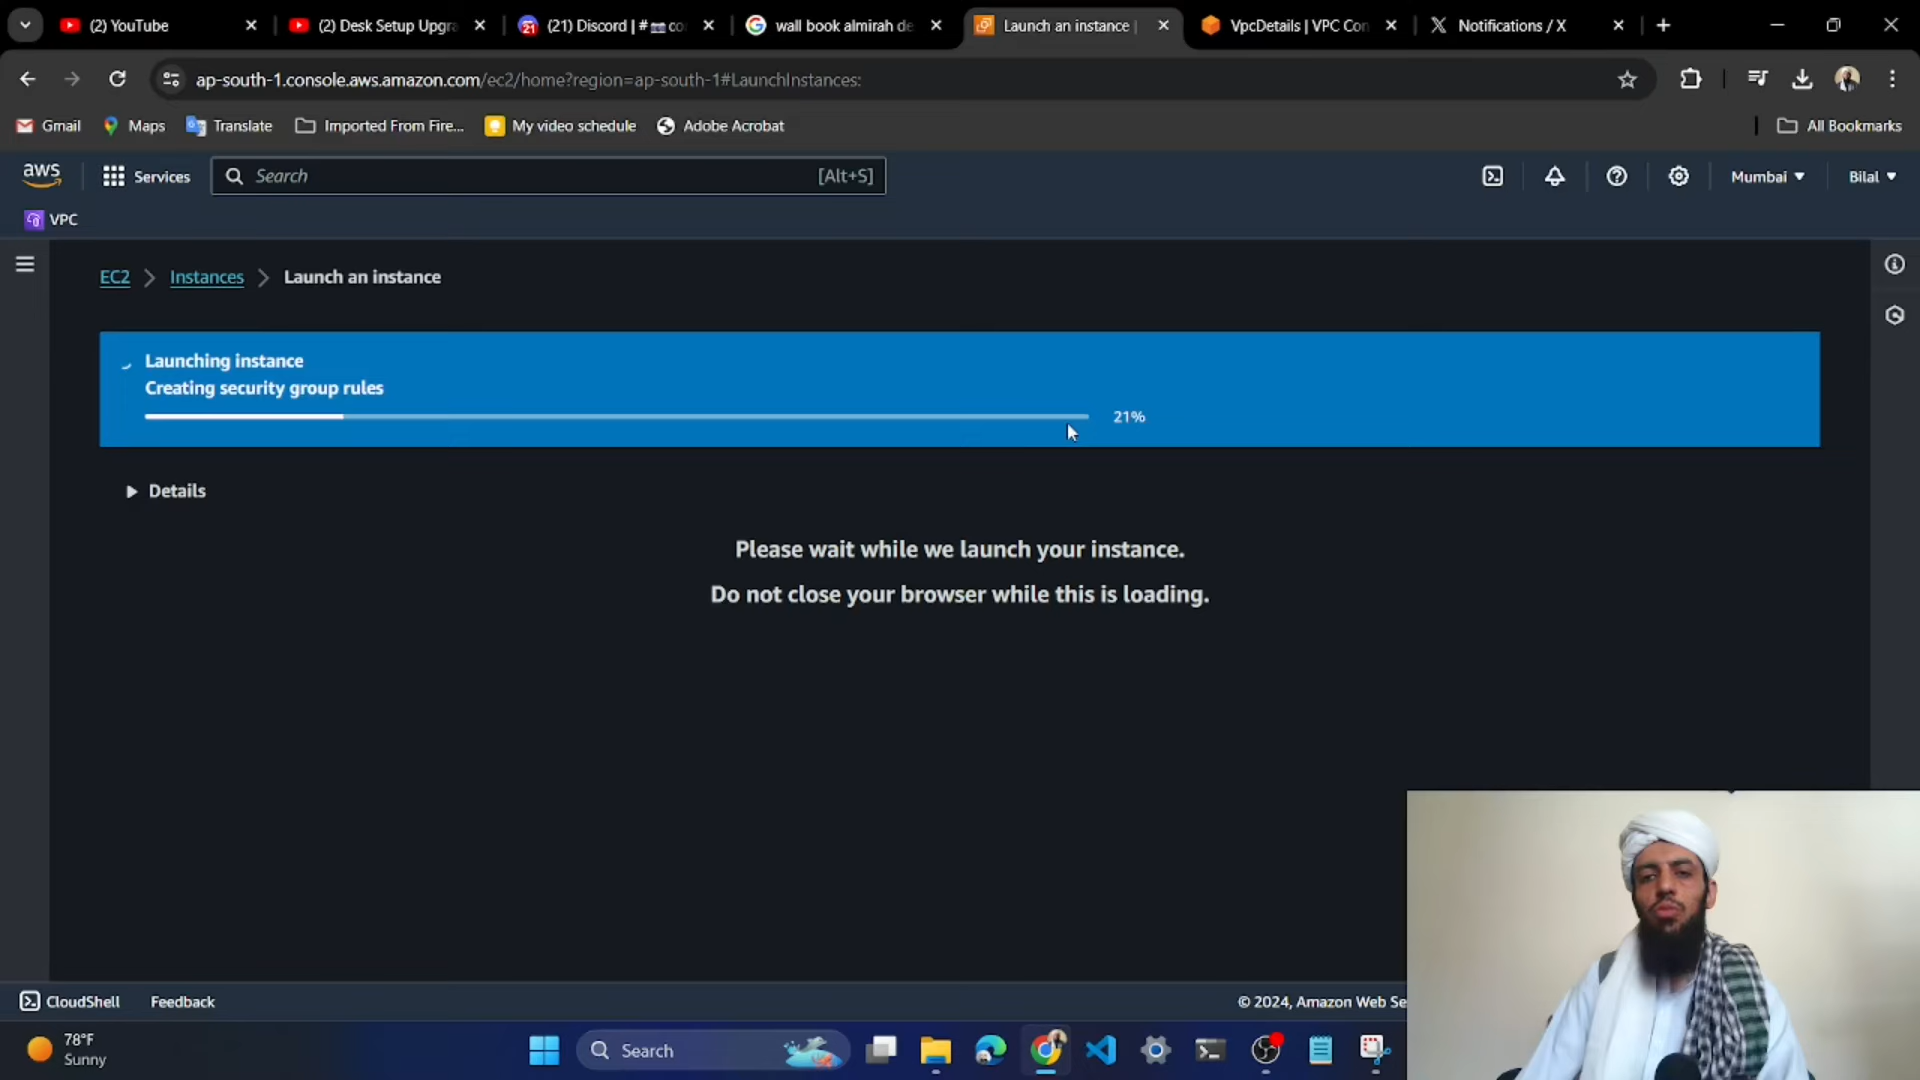 (2) YouTube
(2) Desk Setup Upgra
21
(21) Discord | #
co
wall book almirah de
Launch an instance |
VpcDetails | VPC Con
Notifications / X
ap-south-1.console.aws.amazon.com/ec2/home?region=ap-south-1#LaunchInstances:
Gmail
Maps
Translate
Imported From Fire...
My video schedule
Adobe Acrobat
All Bookmarks
aws
Services
Search
[Alt+S]
Mumbai
Bilal
VPC
EC2
Instances
Launch an instance
Launching instance
Creating security group rules
21%
Details
Please wait while we launch your instance.
Do not close your browser while this is loading.
CloudShell
Feedback
© 2024, Amazon Web Se
78°F
Sunny
Search